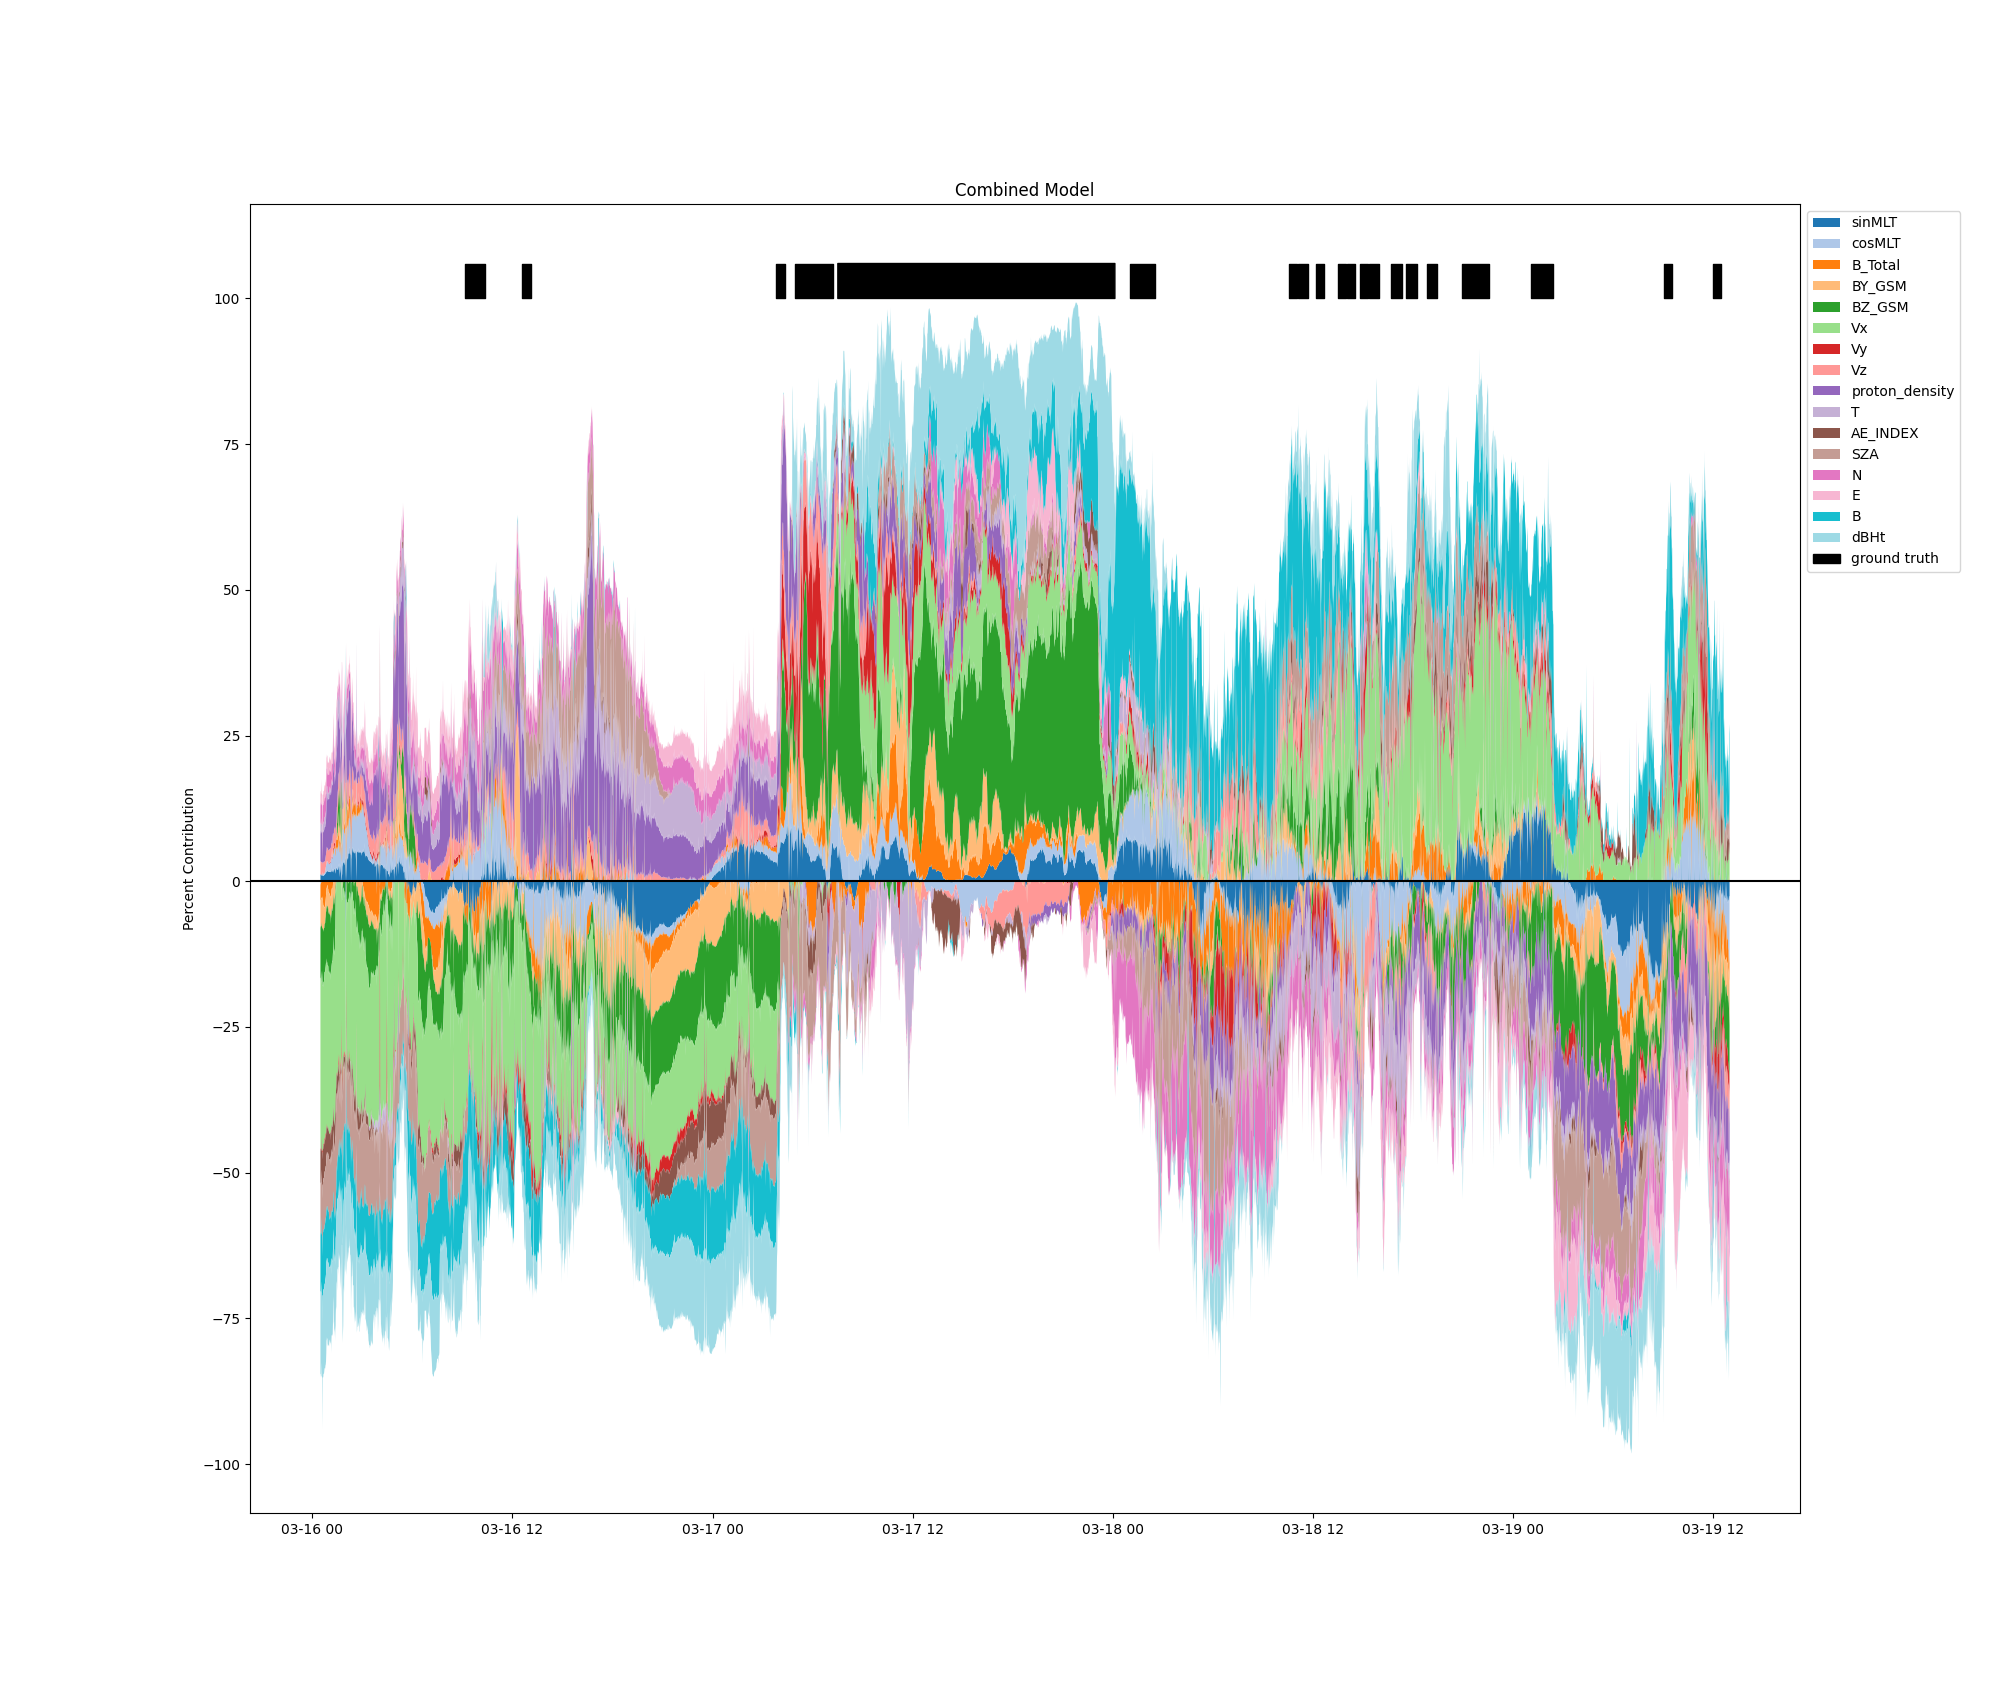 Combined Model
Percent Contribution
100
75
50
25
0
−25
−50
−75
−100
03-16 00
03-16 12
03-17 00
03-17 12
03-18 00
03-18 12
03-19 00
03-19 12
sinMLT
cosMLT
B_Total
BY_GSM
BZ_GSM
Vx
Vy
Vz
proton_density
T
AE_INDEX
SZA
N
E
B
dBHt
ground truth